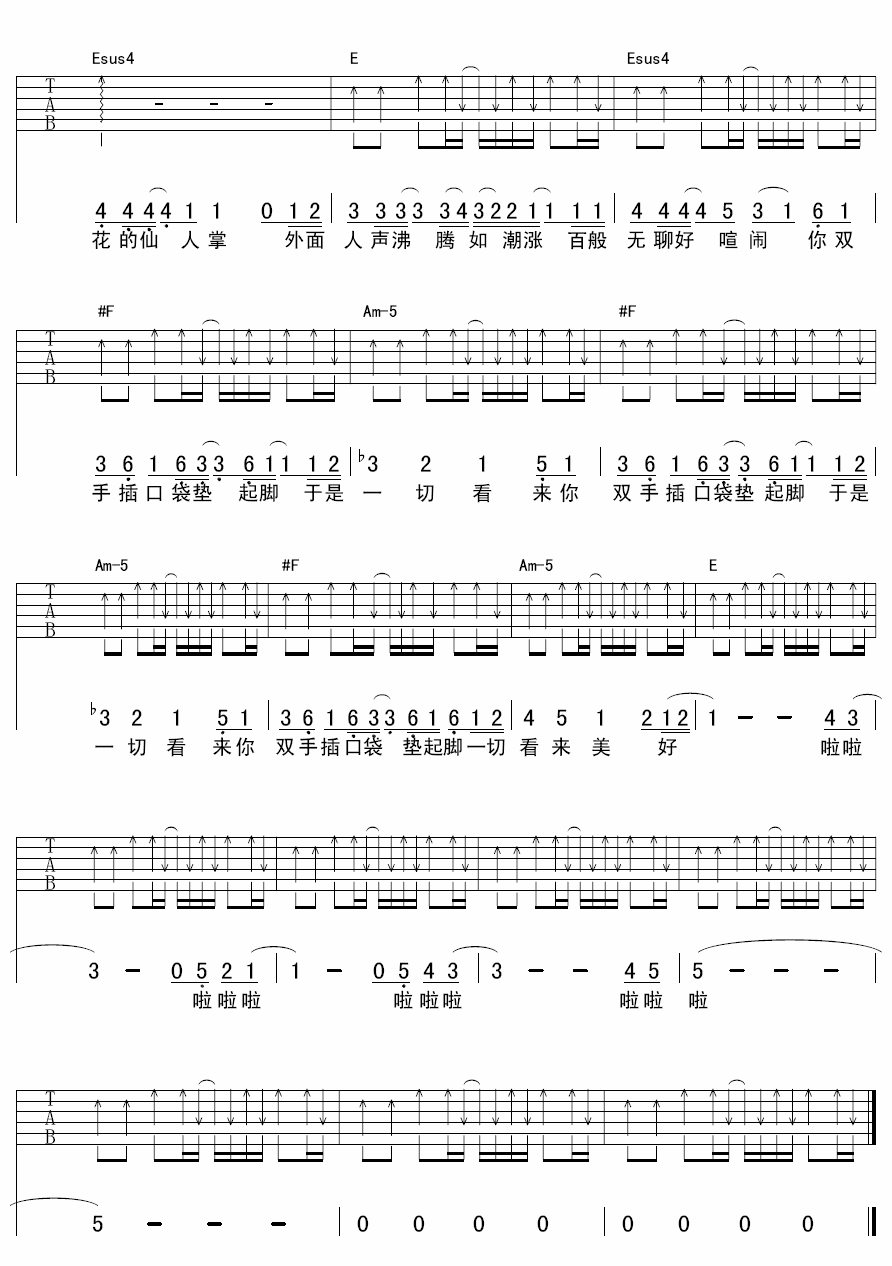 Esus4 E Esus4
T
A
B
4 4 4 4 1 1 0 1 2 3 3 3 3 3 4 3 2 2 1 1 1 1 4 4 4 4 5 3 1 6 1
花的仙 人掌 外面 人声沸 腾 如 潮涨 百般 无聊好 喧闹 你双
#F Am-5 #F
T
A
B
3 6 1 6 3 3 6 1 1 1 2 ♭3 2 1 5 1 3 6 1 6 3 3 6 1 1 1 2
手插口袋垫 起脚 于是 一 切 看 来你 双手插口袋垫 起脚 于是
Am-5 #F Am-5 E
T
A
B
♭3 2 1 5 1 3 6 1 6 3 3 6 1 6 1 2 4 5 1 2 1 2 1 - - 4 3
一切看 来你 双手插口袋 垫起脚一切 看来美 好 啦啦
T
A
B
3 - 0 5 2 1 1 - 0 5 4 3 3 - - 4 5 5 - - -
啦啦啦 啦啦啦 啦啦 啦
T
A
B
5 - - - 0 0 0 0 0 0 0 0